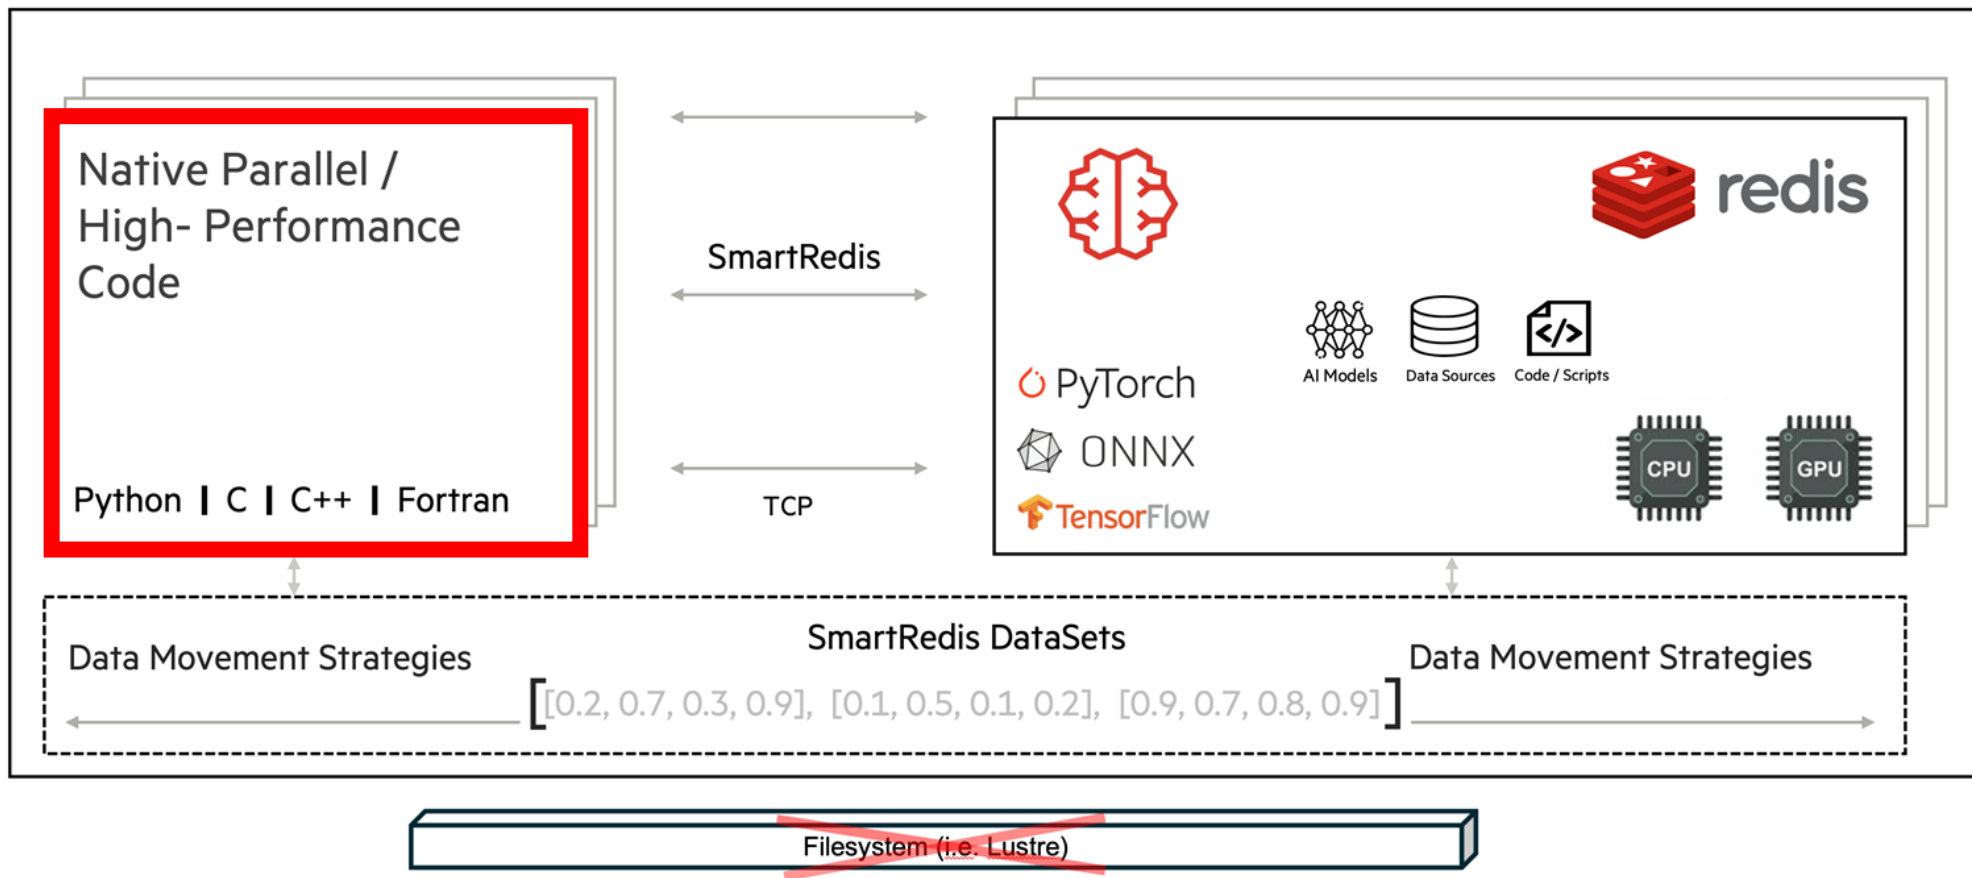 Native Parallel /
High- Performance
Code
Python | C | C++ | Fortran
SmartRedis
TCP
redis
AI Models
Data Sources
Code / Scripts
</>
PyTorch
ONNX
TensorFlow
CPU
GPU
SmartRedis DataSets
Data Movement Strategies
Data Movement Strategies
[[0.2, 0.7, 0.3, 0.9], [0.1, 0.5, 0.1, 0.2], [0.9, 0.7, 0.8, 0.9]]
Filesystem (i.e. Lustre)